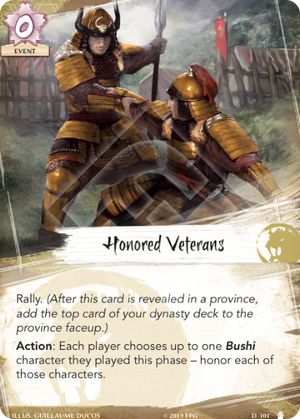 0
EVENT
Honored Veterans
Rally. (After this card is revealed in a province,
add the top card of your dynasty deck to the
province faceup.)
Action: Each player chooses up to one Bushi
character they played this phase – honor each of
those characters.
ILLUS. GUILLAUME DUCOS
© 2019 FFG
D 101